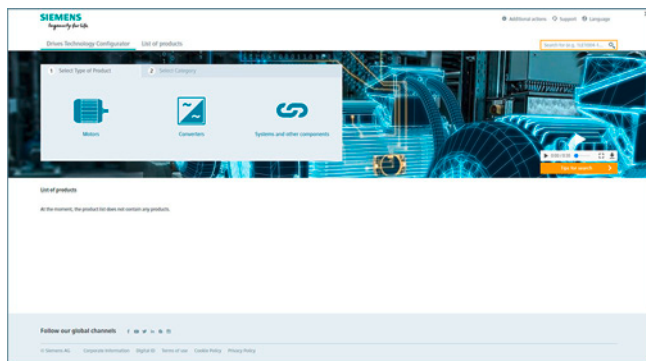 SIEMENS
Ingenuity for life
Additional actions Support Language
Drives Technology Configurator List of products
1 Select Type of Product 2 Select Category
Motors Converters Systems and other components
Tips for search
List of products
At the moment, the product list does not contain any products.
Follow our global channels
© Siemens AG Corporate Information Digital ID Terms of use Cookie Policy Privacy Policy